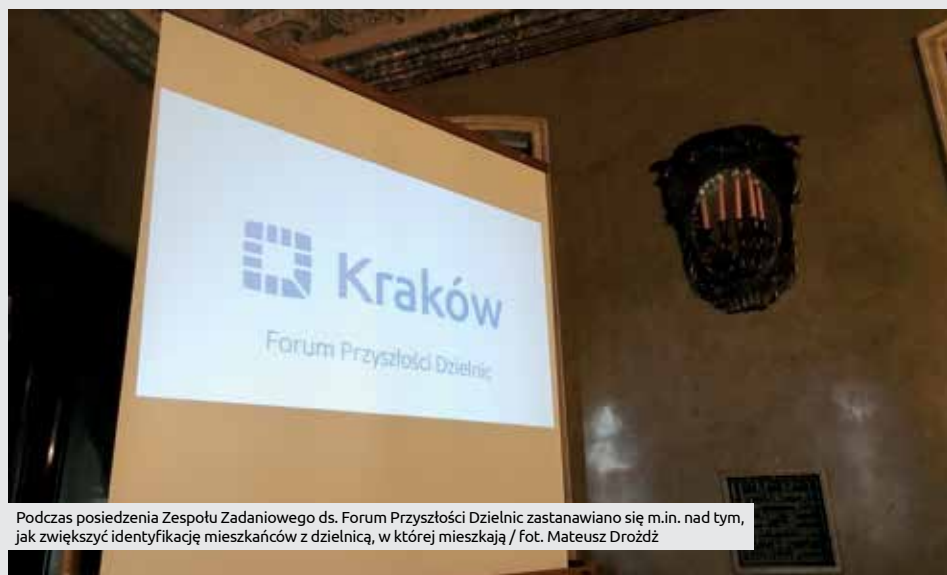 Kraków
Forum Przyszłości Dzielnic
Podczas posiedzenia Zespołu Zadaniowego ds. Forum Przyszłości Dzielnic zastanawiano się m.in. nad tym,
jak zwiększyć identyfikację mieszkańców z dzielnicą, w której mieszkają / fot. Mateusz Drożdż